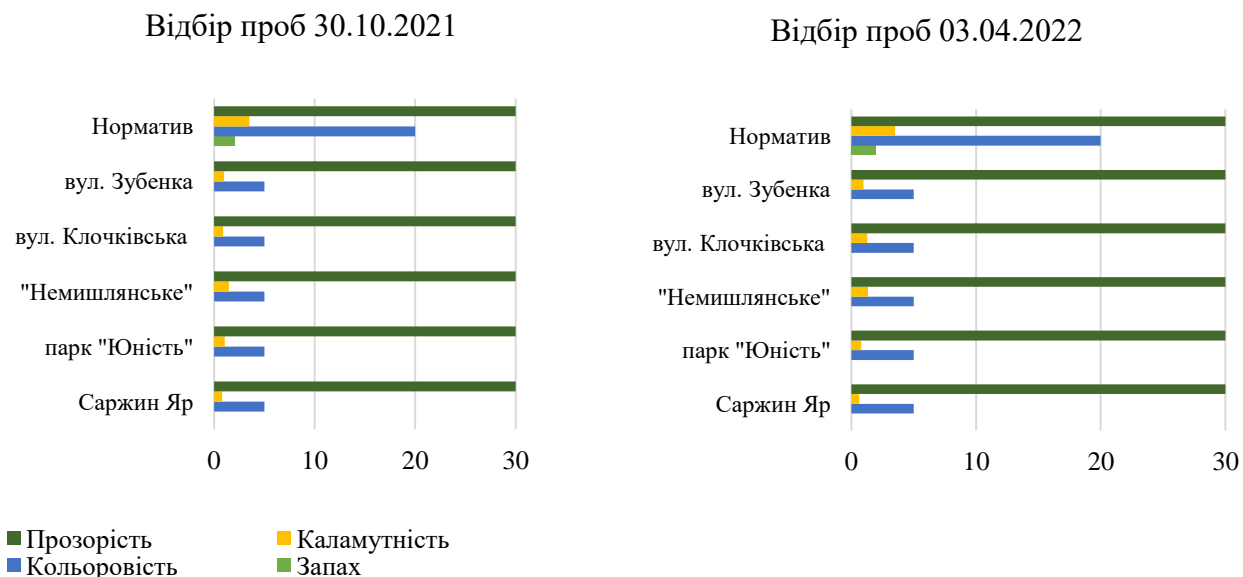 Відбір проб 30.10.2021
Норматив
вул. Зубенка
вул. Клочківська
"Немишлянське"
парк "Юність"
Саржин Яр
0 10 20 30
Відбір проб 03.04.2022
Норматив
вул. Зубенка
вул. Клочківська
"Немишлянське"
парк "Юність"
Саржин Яр
0 10 20 30
Прозорість Каламутність
Кольоровість Запах